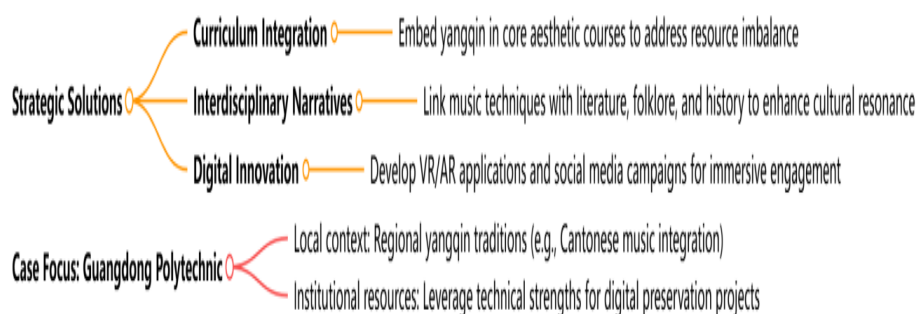 Curriculum Integration
Embed yangqin in core aesthetic courses to address resource imbalance
Strategic Solutions
Interdisciplinary Narratives
Link music techniques with literature, folklore, and history to enhance cultural resonance
Digital Innovation
Develop VR/AR applications and social media campaigns for immersive engagement
Case Focus: Guangdong Polytechnic
Local context: Regional yangqin traditions (e.g., Cantonese music integration)
Institutional resources: Leverage technical strengths for digital preservation projects